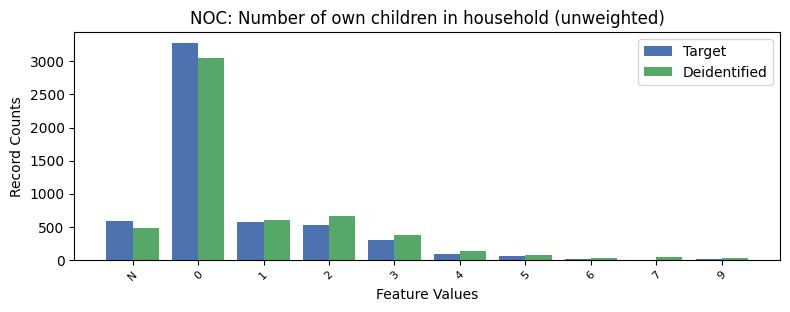 NOC: Number of own children in household (unweighted)
Target
Deidentified
Record Counts
3000
2500
2000
1500
1000
500
0
N 0 1 2 3 4 5 6 7 9
Feature Values